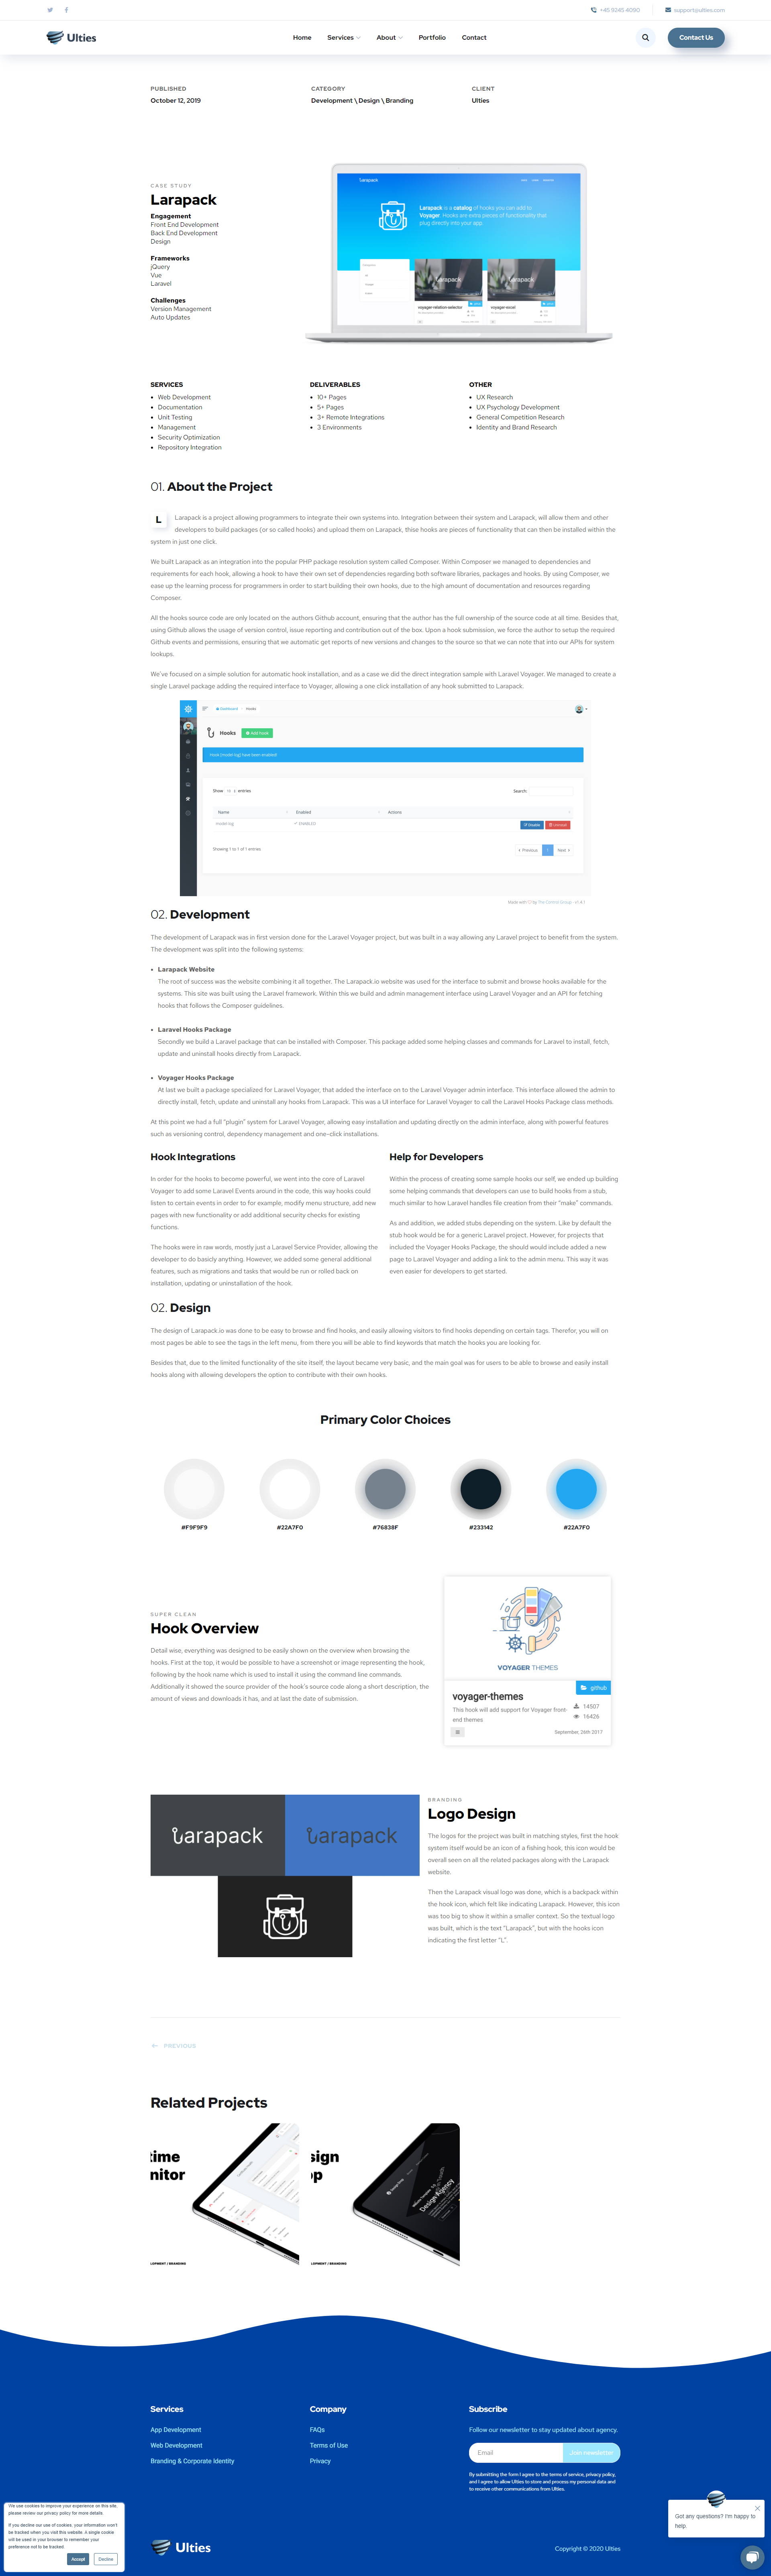 +45 9245 4090
support@ulties.com
Ulties
Home
Services
About
Portfolio
Contact
Contact Us
PUBLISHED
October 12, 2019
CATEGORY
Development \ Design \ Branding
CLIENT
Ulties
CASE STUDY
Larapack
Engagement
Front End Development
Back End Development
Design
Frameworks
jQuery
Vue
Laravel
Challenges
Version Management
Auto Updates
larapack
Larapack is a catalog of hooks you can add to
Voyager. Hooks are extra pieces of functionality that
plug directly into your app.
larapack
larapack
voyager-relation-selector
voyager-excel
SERVICES
Web Development
Documentation
Unit Testing
Management
Security Optimization
Repository Integration
DELIVERABLES
10+ Pages
5+ Pages
3+ Remote Integrations
3 Environments
OTHER
UX Research
UX Psychology Development
General Competition Research
Identity and Brand Research
01. About the Project
L
Larapack is a project allowing programmers to integrate their own systems into. Integration between their system and Larapack, will allow them and other
developers to build packages (or so called hooks) and upload them on Larapack, thise hooks are pieces of functionality that can then be installed within the
system in just one click.
We built Larapack as an integration into the popular PHP package resolution system called Composer. Within Composer we managed to dependencies and
requirements for each hook, allowing a hook to have their own set of dependencies regarding both software libraries, packages and hooks. By using Composer, we
ease up the learning process for programmers in order to start building their own hooks, due to the high amount of documentation and resources regarding
Composer.
All the hooks source code are only located on the authors Github account, ensuring that the author has the full ownership of the source code at all time. Besides that,
using Github allows the usage of version control, issue reporting and contribution out of the box. Upon a hook submission, we force the author to setup the required
Github events and permissions, ensuring that we automatic get reports of new versions and changes to the source so that we can note that into our APIs for system
lookups.
We've focused on a simple solution for automatic hook installation, and as a case we did the direct integration sample with Laravel Voyager. We managed to create a
single Laravel package adding the required interface to Voyager, allowing a one click installation of any hook submitted to Larapack.
Dashboard
Hooks
Hooks
Add hook
Hook [model-log] have been enabled!
Show 10 entries
Search:
Name
Enabled
Actions
model-log
ENABLED
Disable
Uninstall
Showing 1 to 1 of 1 entries
Previous
1
Next
Made with by The Control Group
02. Development
The development of Larapack was in first version done for the Laravel Voyager project, but was built in a way allowing any Laravel project to benefit from the system.
The development was split into the following systems:
Larapack Website
The root of success was the website combining it all together. The Larapack.io website was used for the interface to submit and browse hooks available for the
systems. This site was built using the Laravel framework. Within this we build and admin management interface using Laravel Voyager and an API for fetching
hooks that follows the Composer guidelines.
Laravel Hooks Package
Secondly we build a Laravel package that can be installed with Composer. This package added some helping classes and commands for Laravel to install, fetch,
update and uninstall hooks directly from Larapack.
Voyager Hooks Package
At last we built a package specialized for Laravel Voyager, that added the interface on to the Laravel Voyager admin interface. This interface allowed the admin to
directly install, fetch, update and uninstall any hooks from Larapack. This was a UI interface for Laravel Voyager to call the Laravel Hooks Package class methods.
At this point we had a full "plugin" system for Laravel Voyager, allowing easy installation and updating directly on the admin interface, along with powerful features
such as versioning control, dependency management and one-click installations.
Hook Integrations
In order for the hooks to become powerful, we went into the core of Laravel
Voyager to add some Laravel Events around in the code, this way hooks could
listen to certain events in order to for example, modify menu structure, add new
pages with new functionality or add additional security checks for existing
functions.
The hooks were in raw words, mostly just a Laravel Service Provider, allowing the
developer to do basicly anything. However, we added some general additional
features, such as migrations and tasks that would be run or rolled back on
installation, updating or uninstallation of the hook.
Help for Developers
Within the process of creating some sample hooks our self, we ended up building
some helping commands that developers can use to build hooks from a stub,
much similar to how Laravel handles file creation from their "make" commands.
As and addition, we added stubs depending on the system. Like by default the
stub hook would be for a generic Laravel project. However, for projects that
included the Voyager Hooks Package, the should would include added a new
page to Laravel Voyager and adding a link to the admin menu. This way it was
even easier for developers to get started.
02. Design
The design of Larapack.io was done to be easy to browse and find hooks, and easily allowing visitors to find hooks depending on certain tags. Therefor, you will on
most pages be able to see the tags in the left menu, from there you will be able to find keywords that match the hooks you are looking for.
Besides that, due to the limited functionality of the site itself, the layout became very basic, and the main goal was for users to be able to browse and easily install
hooks along with allowing developers the option to contribute with their own hooks.
Primary Color Choices
#F9F9F9
#22A7F0
#76838F
#233142
#22A7F0
SUPER CLEAN
Hook Overview
Detail wise, everything was designed to be easily shown on the overview when browsing the
hooks. First at the top, it would be possible to have a screenshot or image representing the hook,
following by the hook name which is used to install it using the command line commands.
Additionally it showed the source provider of the hook's source code along a short description, the
amount of views and downloads it has, and at last the date of submission.
VOYAGER THEMES
github
voyager-themes
This hook will add support for Voyager front-
end themes
14507
16426
September, 26th 2017
larapack
larapack
BRANDING
Logo Design
The logos for the project was built in matching styles, first the hook
system itself would be an icon of a fishing hook, this icon would be
overall seen on all the related packages along with the Larapack
website.
Then the Larapack visual logo was done, which is a backpack within
the hook icon, which felt like indicating Larapack. However, this icon
was too big to show it within a smaller context. So the textual logo
was built, which is the text "Larapack", but with the hooks icon
indicating the first letter "L".
PREVIOUS
Related Projects
time
nitor
LOPMENT / BRANDING
sign
op
LOPMENT / BRANDING
Design Agency
Services
App Development
Web Development
Branding & Corporate Identity
Company
FAQs
Terms of Use
Privacy
Subscribe
Follow our newsletter to stay updated about agency.
Email
Join newsletter
By submitting the form I agree to the terms of service, privacy policy,
and I agree to allow Ulties to store and process my personal data and
to receive other communications from Ulties.
We use cookies to improve your experience on this site,
please review our privacy policy for more details.
If you decline our use of cookies, your information won't
be tracked when you visit this website. A single cookie
will be used in your browser to remember your
preference not to be tracked.
Accept
Decline
Ulties
Copyright © 2020 Ulties
Got any questions? I'm happy to
help.